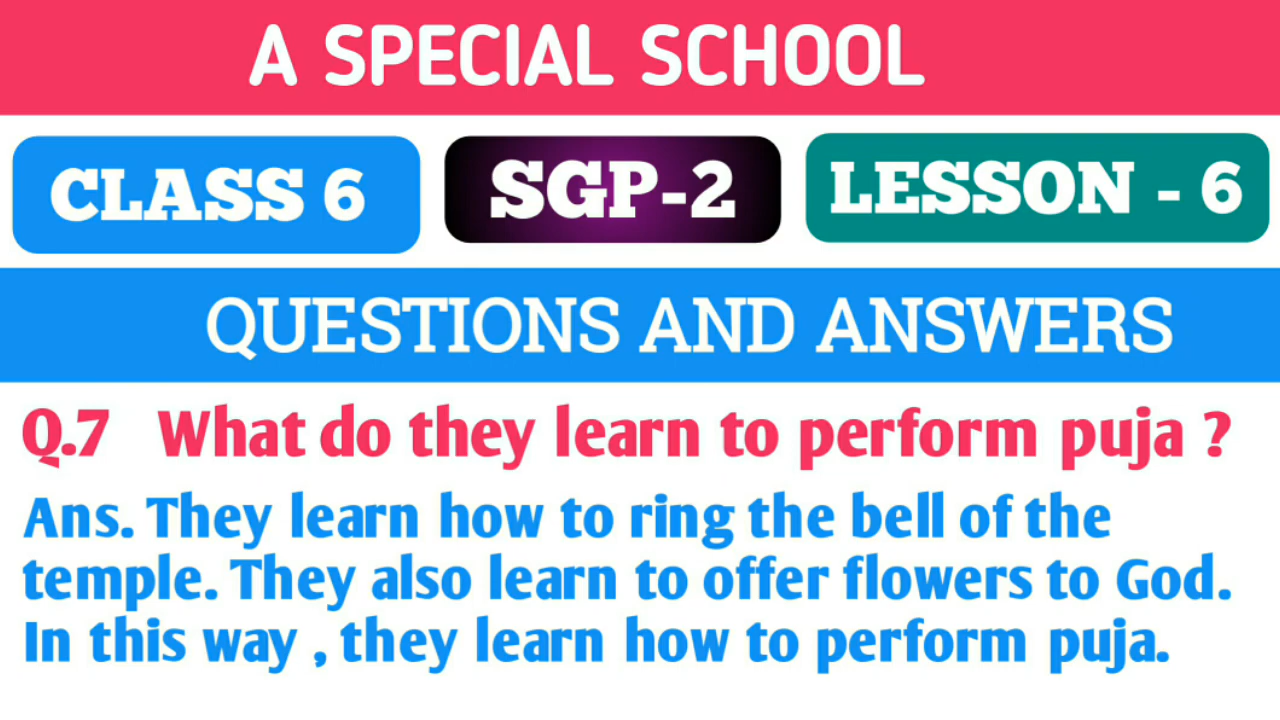 A SPECIAL SCHOOL
CLASS 6 SGP-2 LESSON - 6
QUESTIONS AND ANSWERS
Q.7 What do they learn to perform puja ?
Ans. They learn how to ring the bell of the
temple. They also learn to offer flowers to God.
In this way , they learn how to perform puja.